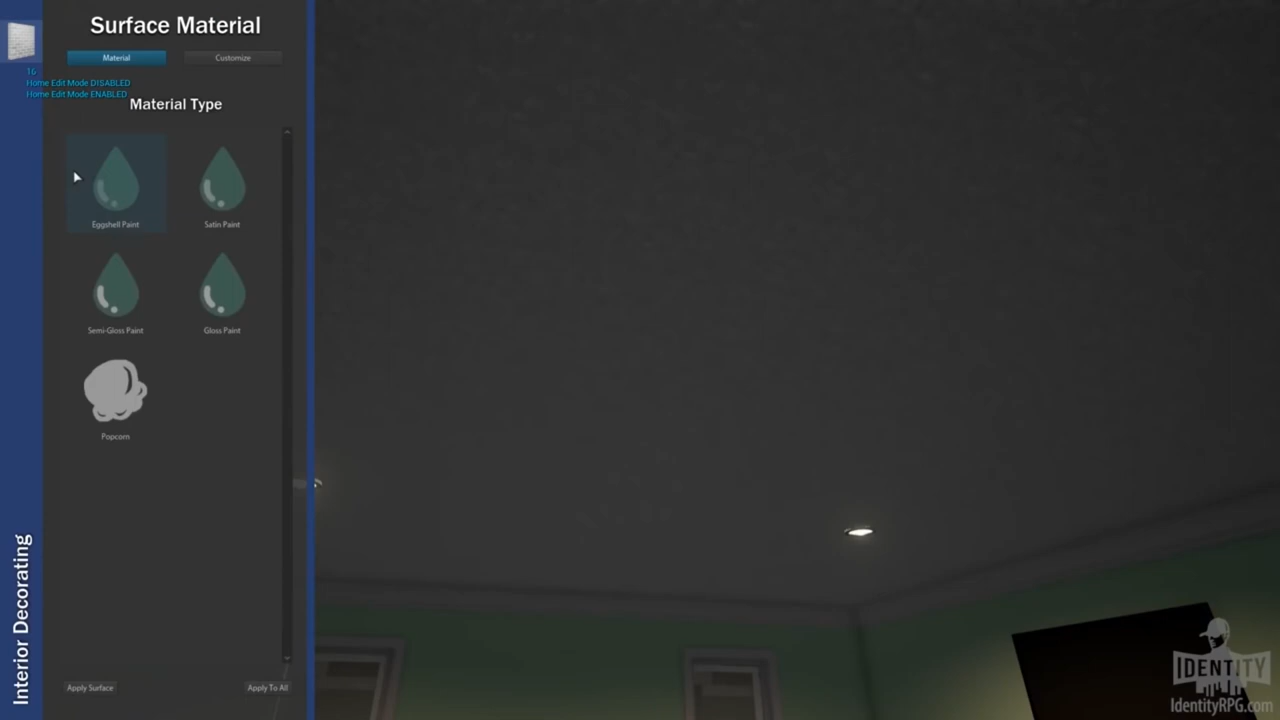 Surface Material
Material
Customize
16
Home Edit Mode DISABLED
Home Edit Mode ENABLED
Material Type
Eggshell Paint
Satin Paint
Semi-Gloss Paint
Gloss Paint
Popcorn
Interior Decorating
Apply Surface
Apply To All
IDENTITY
IdentityRPG.com